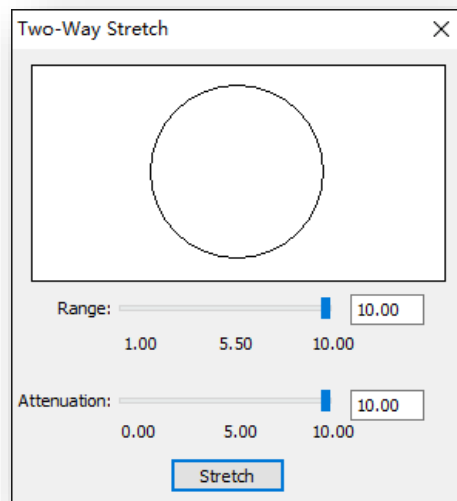 Two-Way Stretch
Range: 10.00
1.00 5.50 10.00
Attenuation: 10.00
0.00 5.00 10.00
Stretch